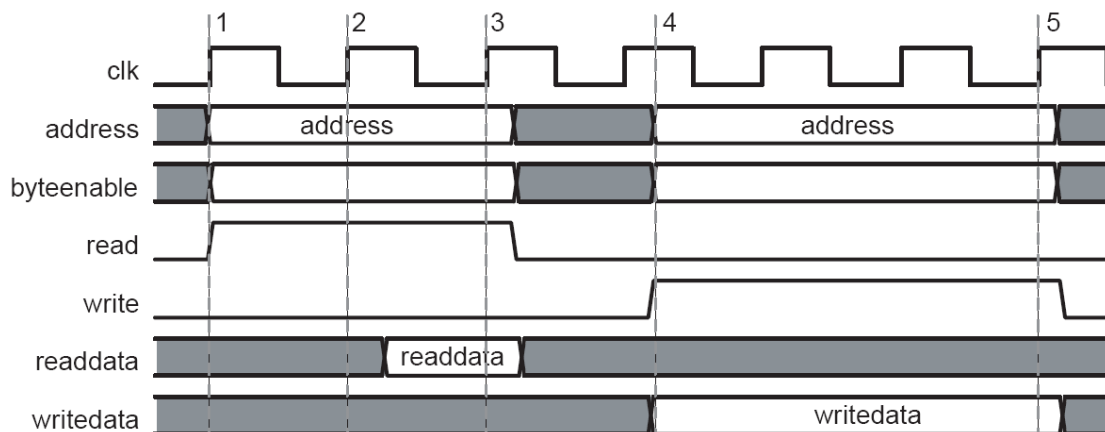 1 2 3 4 5
clk
address address address
byteenable
read
write
readdata readdata
writedata writedata